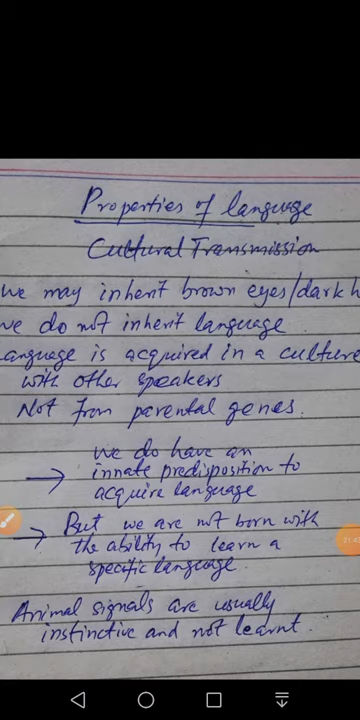 Properties of language
Cultural Transmission
we may inherit brown eyes/dark h
we do not inherit language
Language is acquired in a culture
with other speakers
Not from parental genes.
we do have an
innate predisposition to
acquire language
But we are not born with
the ability to learn a
specific language.
Animal signals are usually
instinctive and not learnt.